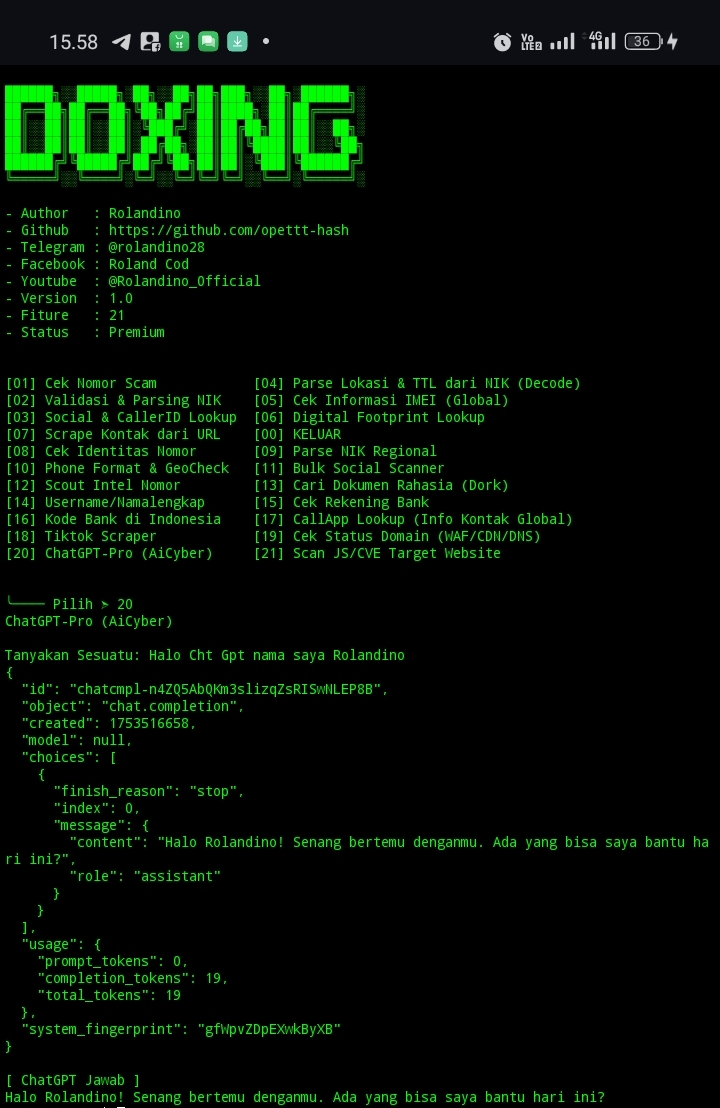 15.58
Vo LTE2
4G
36
DOXING
- Author : Rolandino
- Github : https://github.com/opettt-hash
- Telegram : @rolandino28
- Facebook : Roland Cod
- Youtube : @Rolandino_0fficial
- Version : 1.0
- Fiture : 21
- Status : Premium
[01] Cek Nomor Scam [04] Parse Lokasi & TTL dari NIK (Decode)
[02] Validasi & Parsing NIK [05] Cek Informasi IMEI (Global)
[03] Social & CallerID Lookup [06] Digital Footprint Lookup
[07] Scrape Kontak dari URL [00] KELUAR
[08] Cek Identitas Nomor [09] Parse NIK Regional
[10] Phone Format & GeoCheck [11] Bulk Social Scanner
[12] Scout Intel Nomor [13] Cari Dokumen Rahasia (Dork)
[14] Username/Namalengkap [15] Cek Rekening Bank
[16] Kode Bank di Indonesia [17] CallApp Lookup (Info Kontak Global)
[18] Tiktok Scraper [19] Cek Status Domain (WAF/CDN/DNS)
[20] ChatGPT-Pro (AiCyber) [21] Scan JS/CVE Target Website
╰──── Pilih ➤ 20
ChatGPT-Pro (AiCyber)
Tanyakan Sesuatu: Halo Cht Gpt nama saya Rolandino
{
"id": "chatcmpl-n4ZQ5AbQKm3slizqZsRISwNLEP8B",
"object": "chat.completion",
"created": 1753516658,
"model": null,
"choices": [
{
"finish_reason": "stop",
"index": 0,
"message": {
"content": "Halo Rolandino! Senang bertemu denganmu. Ada yang bisa saya bantu ha
ri ini?",
"role": "assistant"
}
}
],
"usage": {
"prompt_tokens": 0,
"completion_tokens": 19,
"total_tokens": 19
},
"system_fingerprint": "gfWpvZDpEXwkByXB"
}
[ ChatGPT Jawab ]
Halo Rolandino! Senang bertemu denganmu. Ada yang bisa saya bantu hari ini?